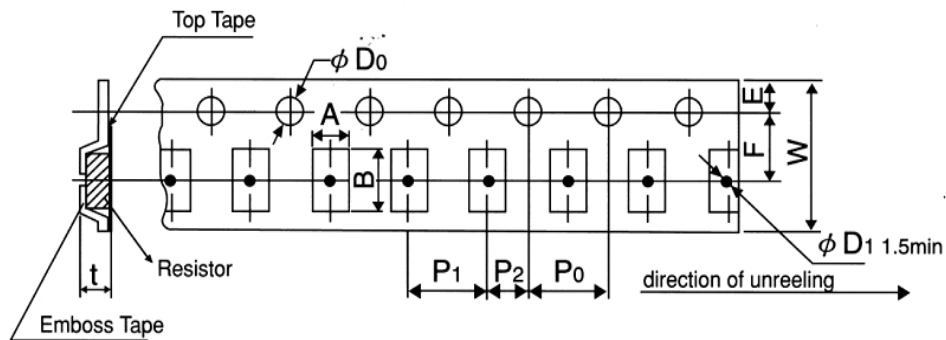 Top Tape
ϕ D0
A
B
E
F
W
t
Resistor
Emboss Tape
P1
P2
P0
ϕ D1 1.5min
direction of unreeling